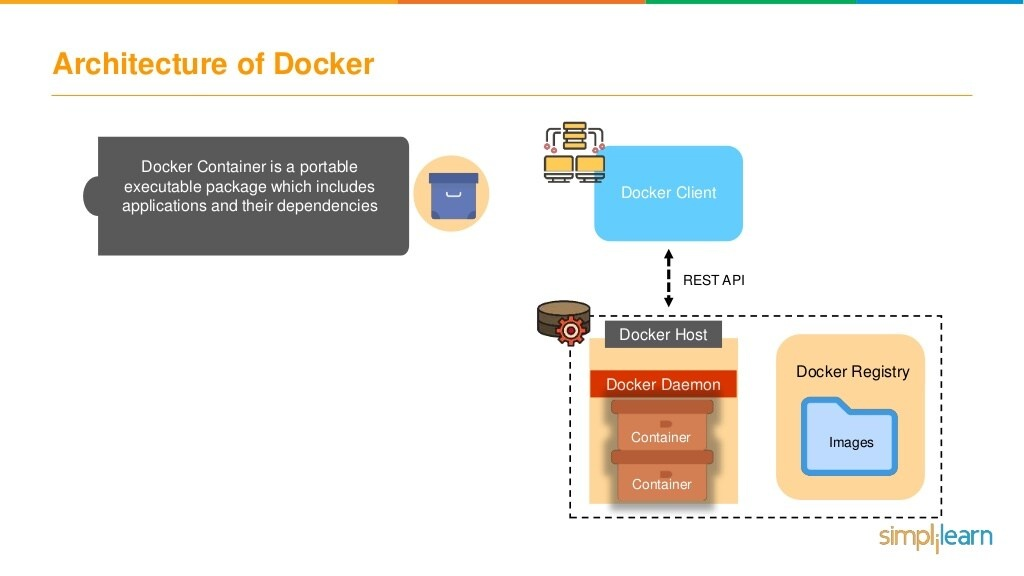 Architecture of Docker
Docker Container is a portable
executable package which includes
applications and their dependencies
Docker Client
REST API
Docker Host
Docker Daemon
Container
Container
Docker Registry
Images
simplilearn